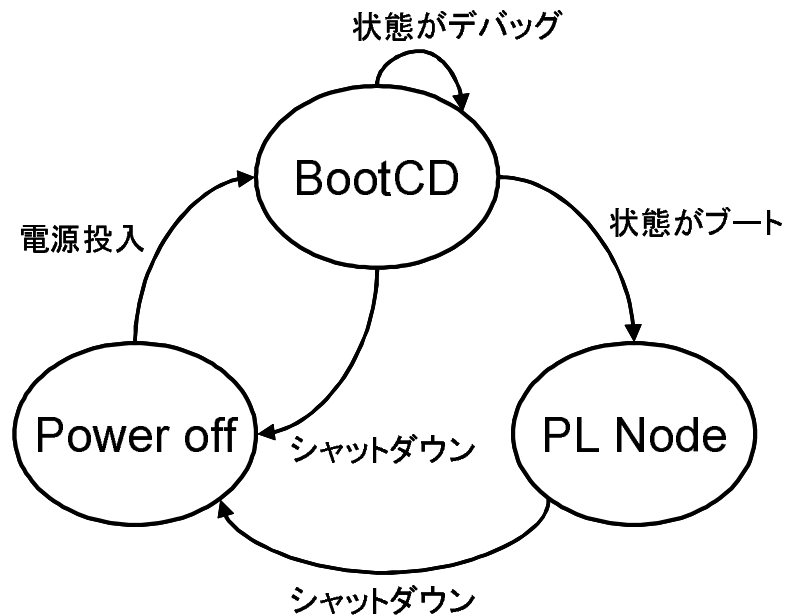 状態がデバッグ
BootCD
電源投入
状態がブート
Power off
シャットダウン
PL Node
シャットダウン